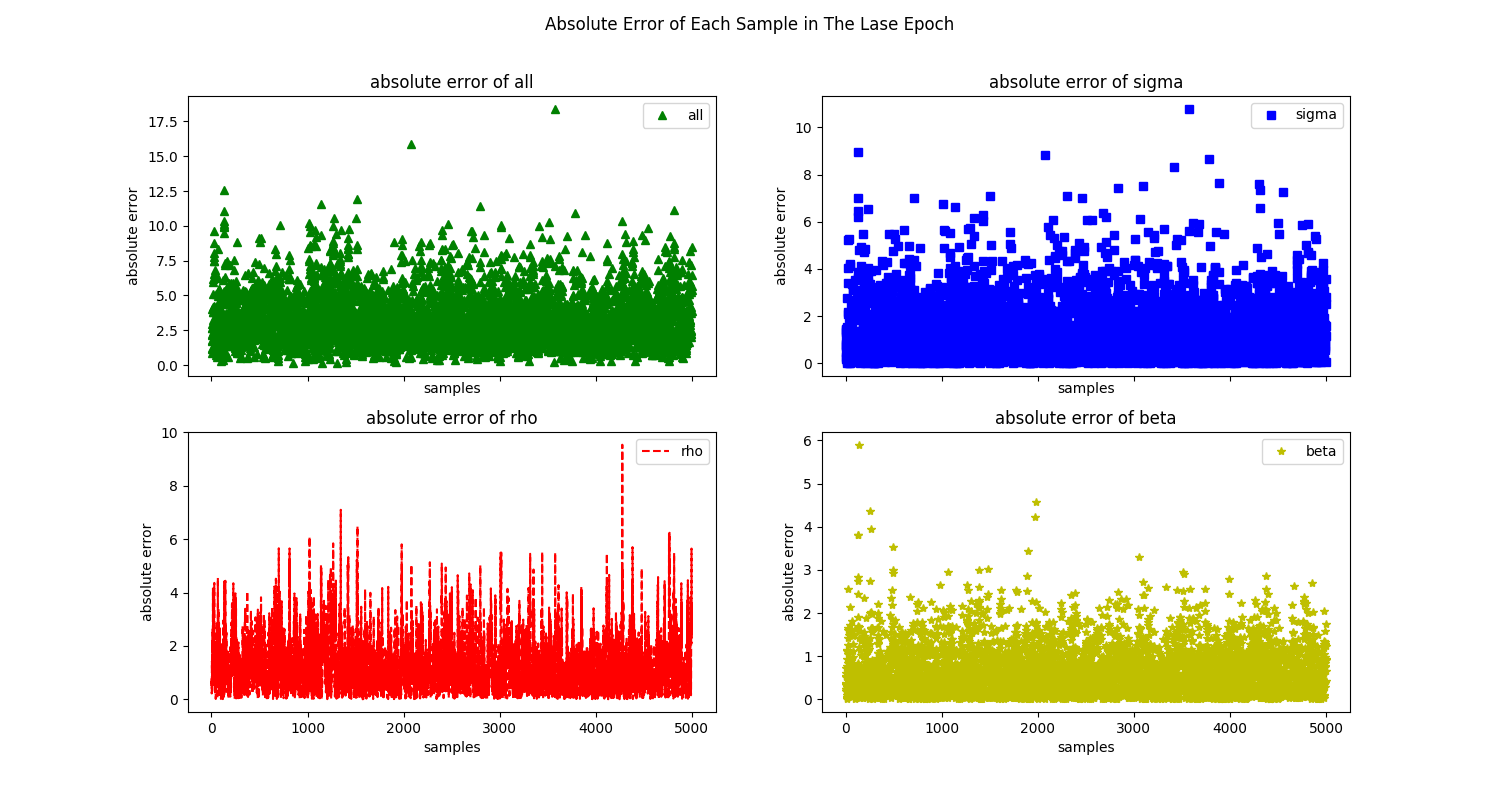 Absolute Error of Each Sample in The Lase Epoch
absolute error of all
all
17.5
15.0
12.5
10.0
7.5
5.0
2.5
0.0
absolute error
samples
absolute error of sigma
sigma
10
8
6
4
2
0
absolute error
samples
absolute error of rho
rho
10
8
6
4
2
0
absolute error
0 1000 2000 3000 4000 5000
samples
absolute error of beta
beta
6
5
4
3
2
1
0
absolute error
0 1000 2000 3000 4000 5000
samples